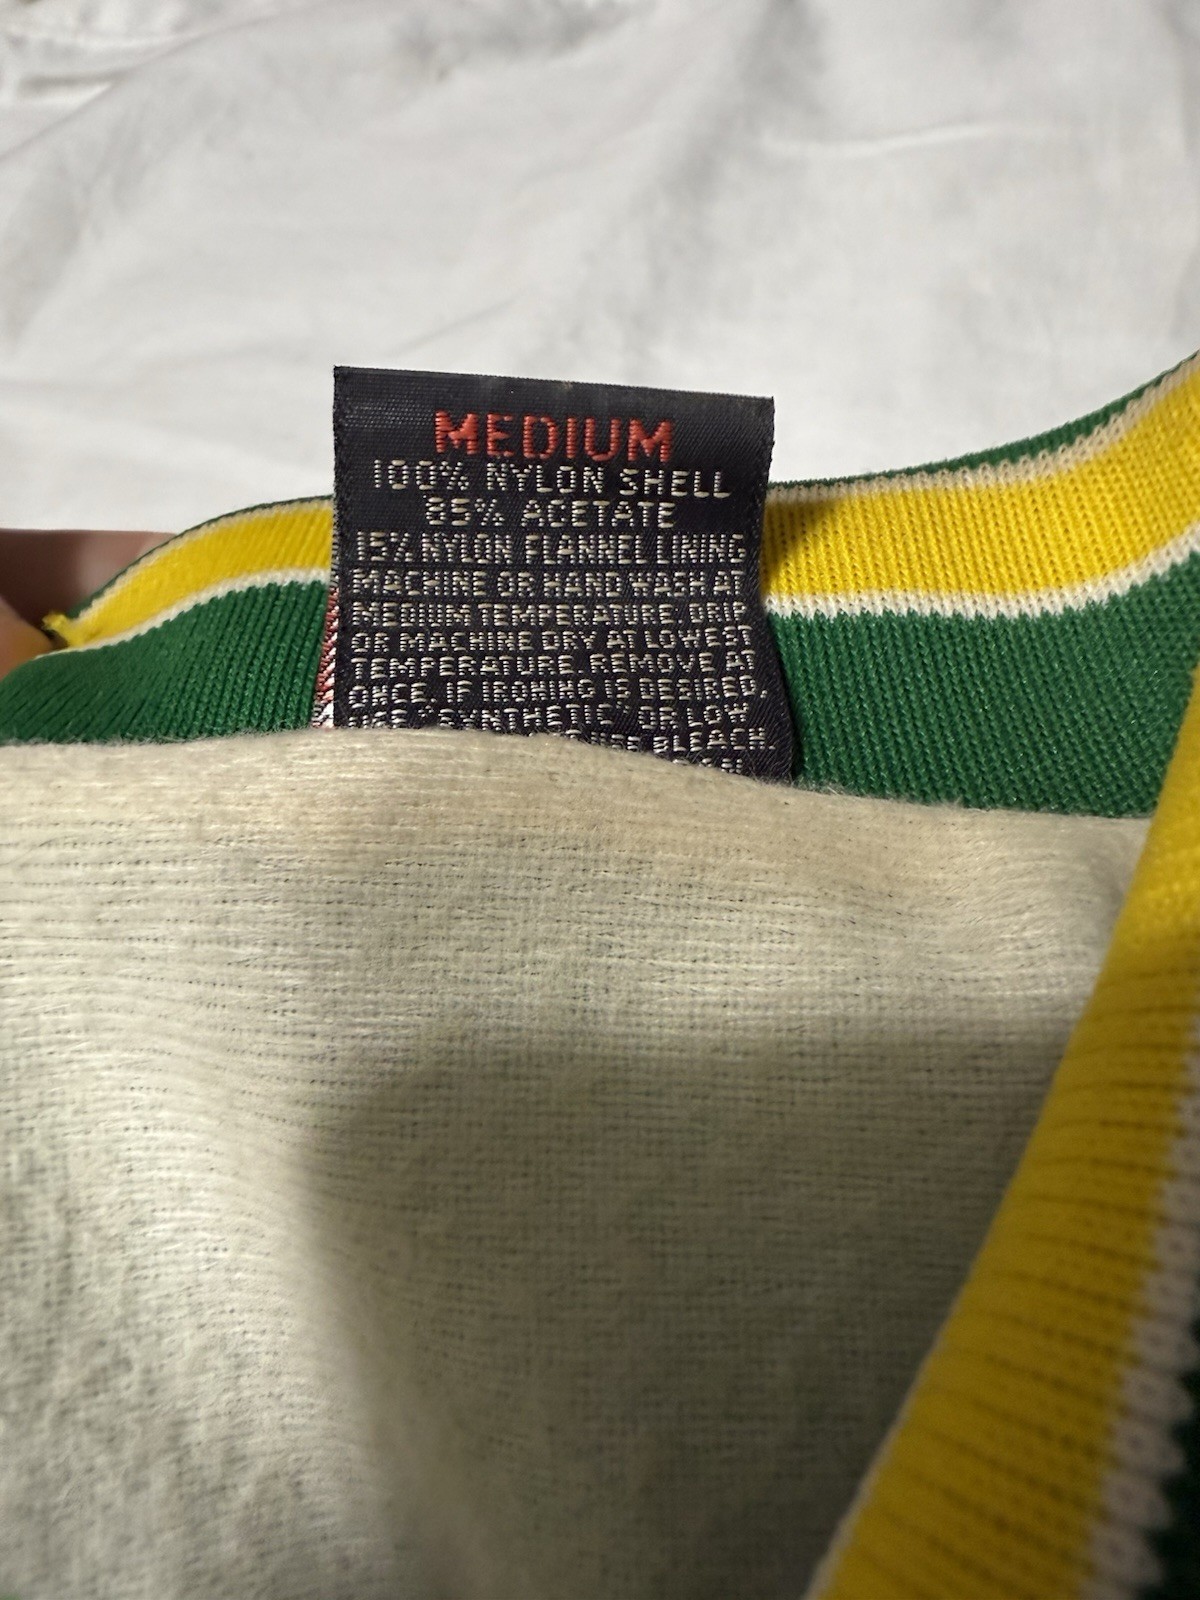 MEDIUM
100% NYLON SHELL
85% ACETATE
15% NYLON FLANNEL LINING
MACHINE OR HAND WASH AT
MEDIUM TEMPERATURE. DRIP
OR MACHINE DRY AT LOWEST
TEMPERATURE. REMOVE AT
ONCE. IF IRONING IS DESIRED,
USE "SYNTHETIC" OR LOW
BLEACH.